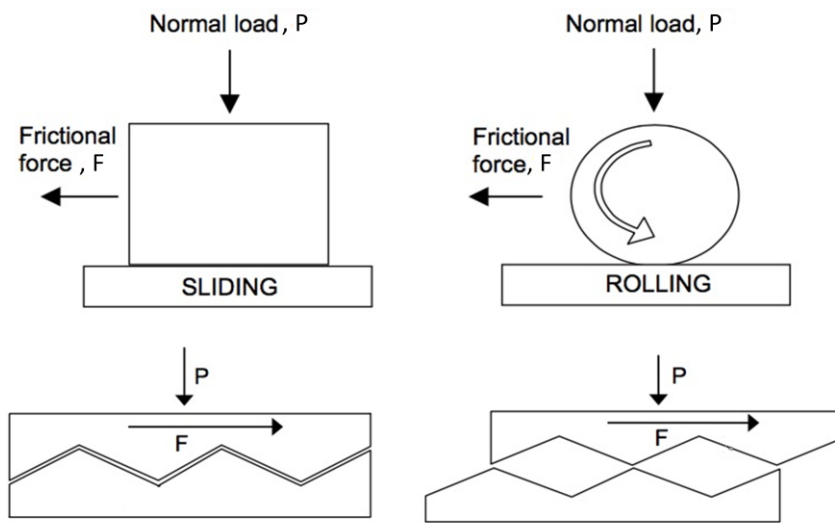 Normal load, P
Frictional
force, F
SLIDING
Normal load, P
Frictional
force, F
ROLLING
P
F
P
F